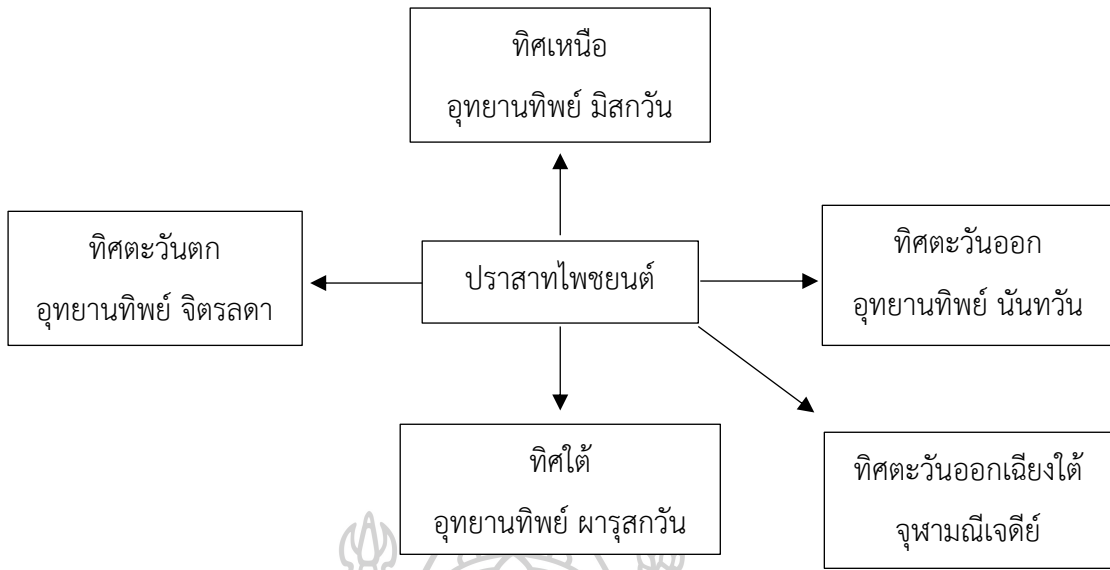 ทิศเหนือ
อุทยานทิพย์ มิสกวัน
ทิศตะวันตก
อุทยานทิพย์ จิตรลดา
ปราสาทไพชยนต์
ทิศตะวันออก
อุทยานทิพย์ นันทวัน
ทิศใต้
อุทยานทิพย์ ผารุสกวัน
ทิศตะวันออกเฉียงใต้
จุฬามณีเจดีย์